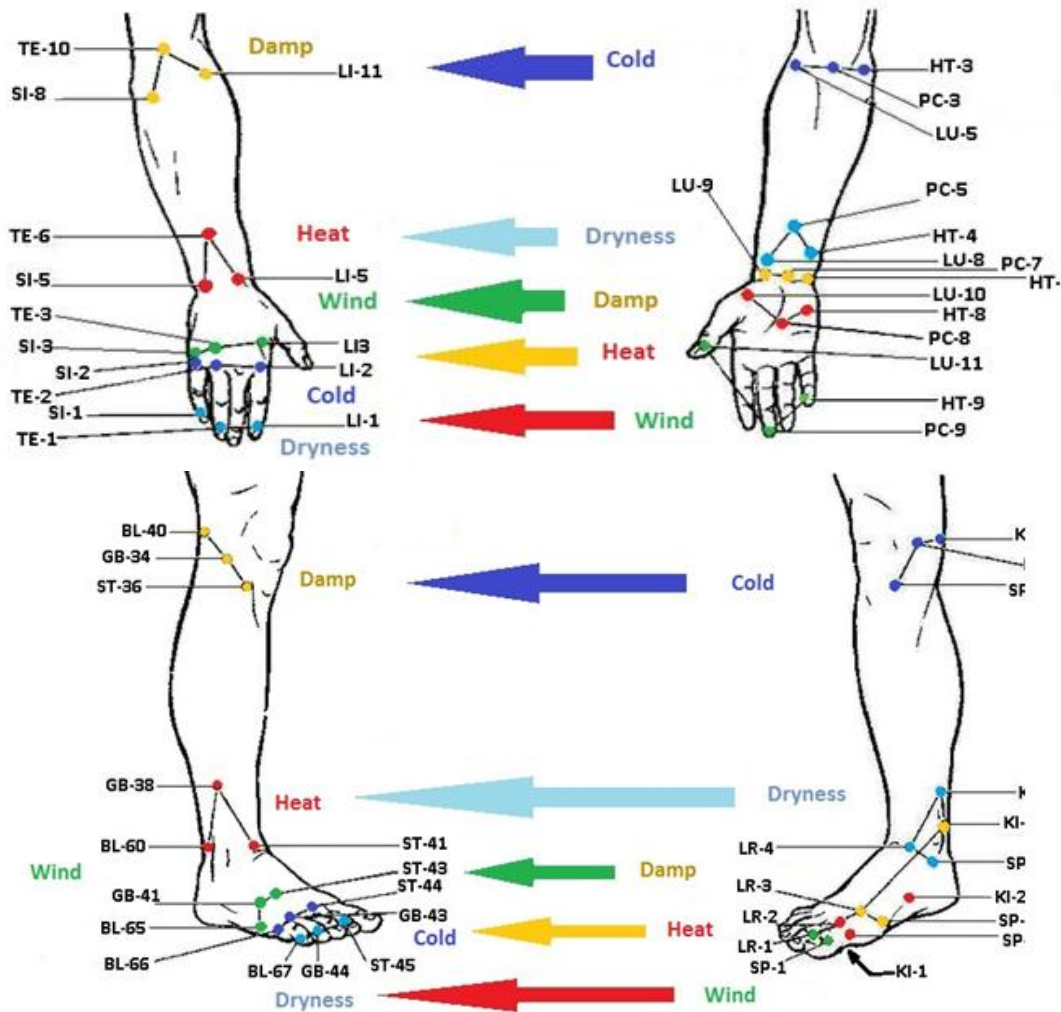 TE-10
Damp
Cold
LI-11
HT-3
SI-8
PC-3
LU-5
LU-9
PC-5
TE-6
Heat
Dryness
HT-4
LU-8
PC-7
SI-5
LI-5
HT-
Wind
Damp
LU-10
TE-3
HT-8
PC-8
SI-3
LI3
Heat
LU-11
SI-2
LI-2
TE-2
Cold
HT-9
SI-1
LI-1
Wind
TE-1
PC-9
Dryness
BL-40
K
GB-34
ST-36
Damp
Cold
SP-
GB-38
Heat
Dryness
K
KI-
BL-60
ST-41
LR-4
Wind
ST-43
Damp
SP
ST-44
GB-41
LR-3
KI-2
GB-43
LR-2
SP-
BL-65
Cold
Heat
SP-
LR-1
BL-66
BL-67
GB-44
ST-45
SP-1
KI-1
Dryness
Wind